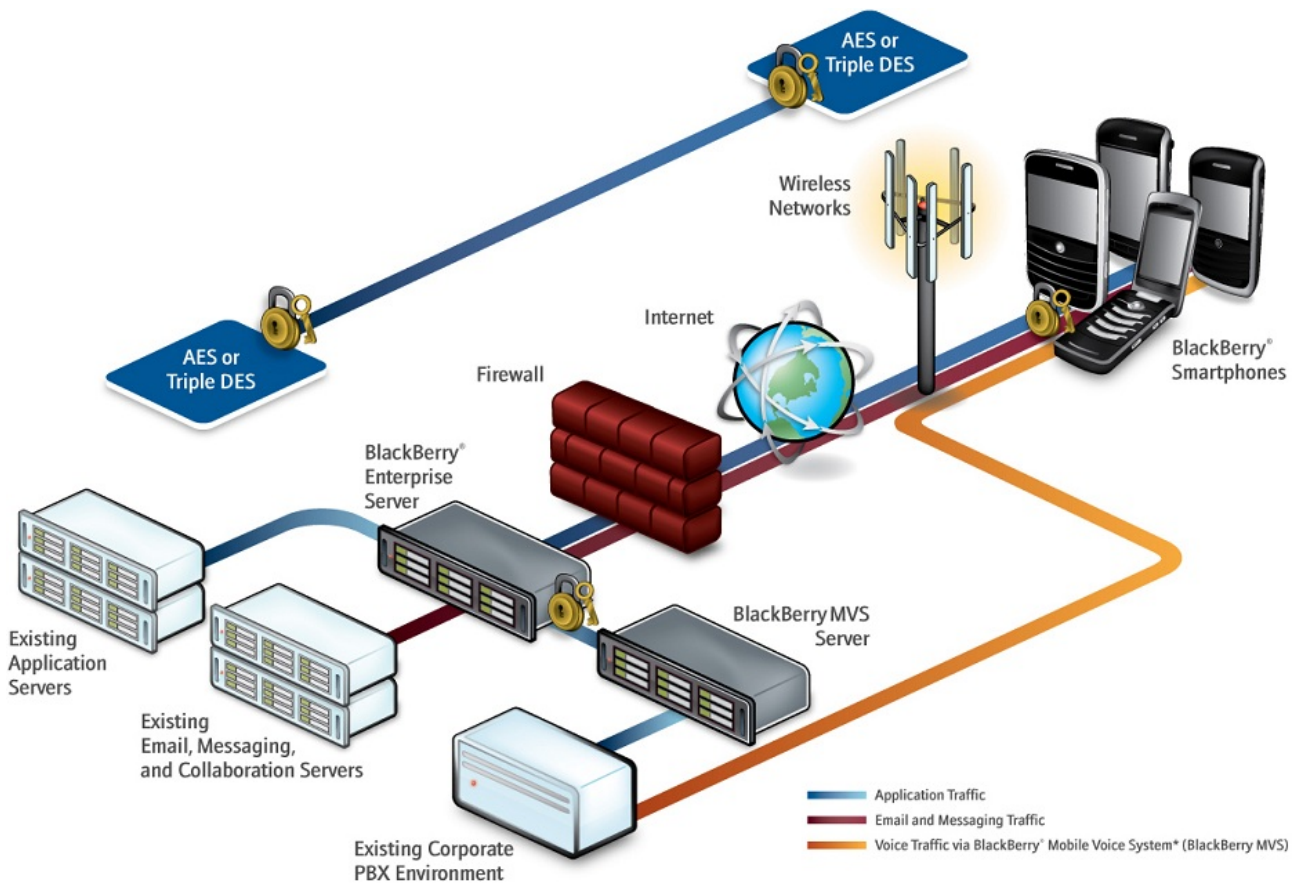 AES or
Triple DES
Wireless
Networks
Internet
BlackBerry®
Smartphones
AES or
Triple DES
Firewall
BlackBerry®
Enterprise
Server
BlackBerry MVS
Server
Existing
Application
Servers
Existing
Email, Messaging,
and Collaboration Servers
Existing Corporate
PBX Environment
Application Traffic
Email and Messaging Traffic
Voice Traffic via BlackBerry® Mobile Voice System* (BlackBerry MVS)